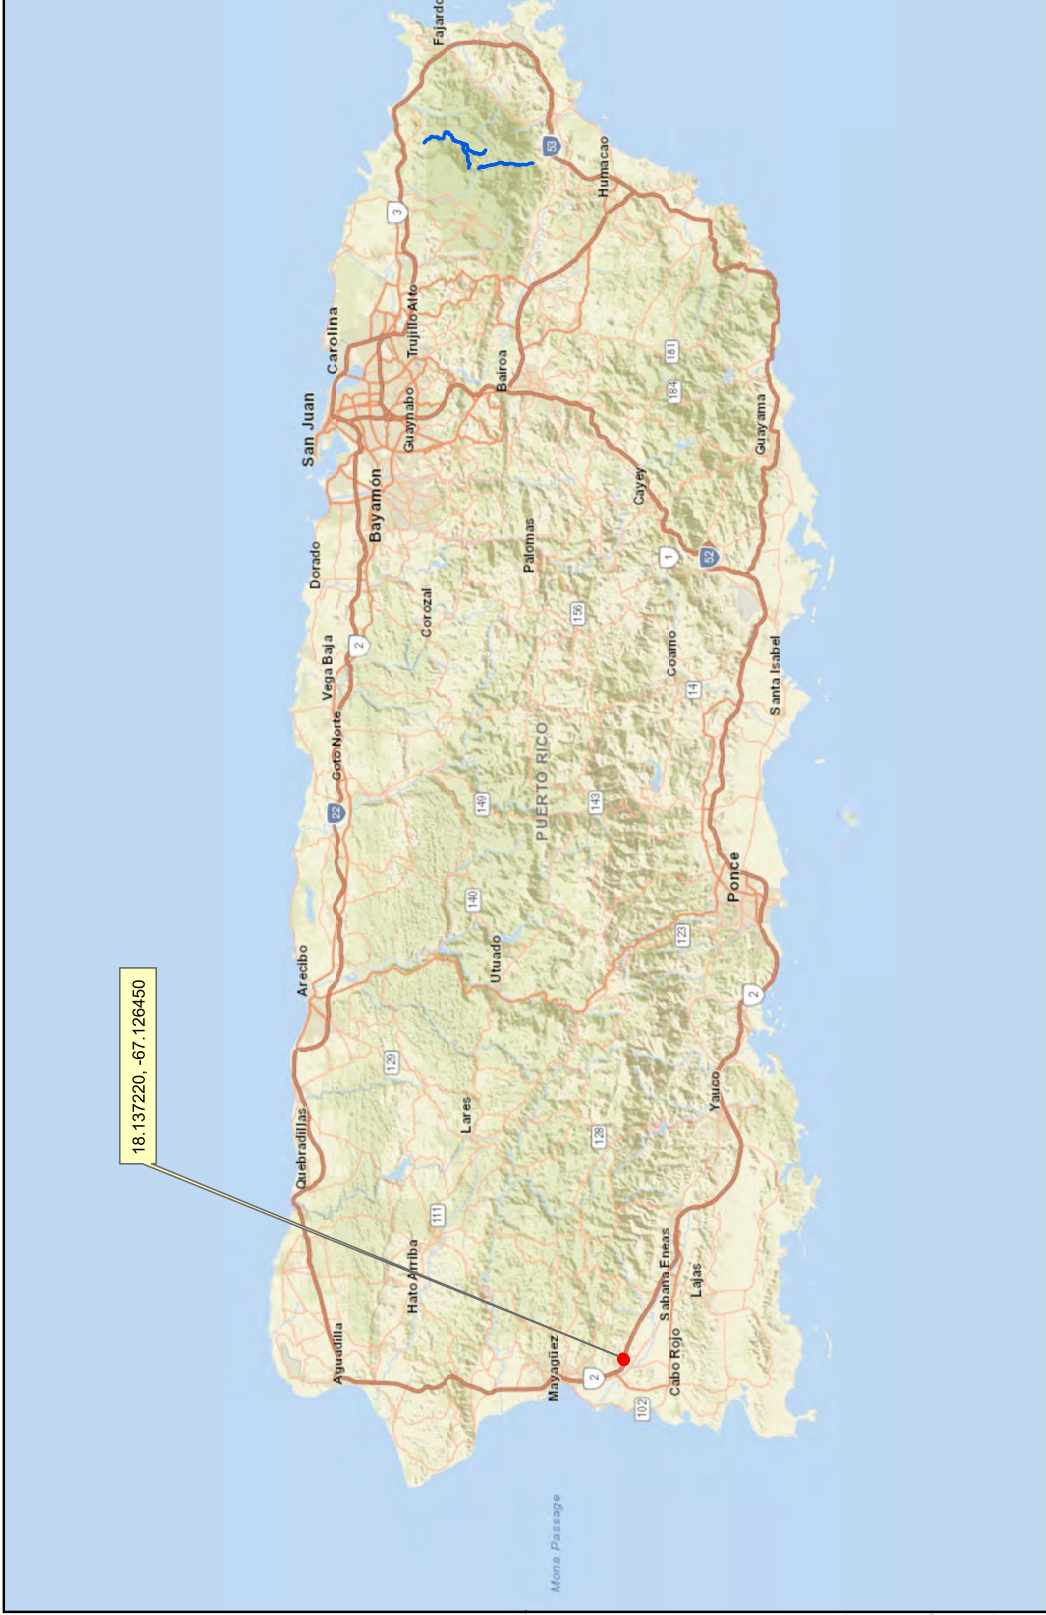 18.137220, -67.126450
Fajardo
3
53
Humacao
Carolina
Trujillo Alto
San Juan
Guaynabo
Bairoa
181
184
Guayama
Bayamón
Cayey
Dorado
Palomas
1
52
Corozal
156
Vega Baja
2
Coamo
14
Santa Isabel
Coto Norte
22
149
PUERTO RICO
143
Ponce
140
123
Arecibo
Utuado
2
129
Yauco
Quebradillas
Lares
128
111
Hato Arriba
Sabana Eneas
Lajas
Aguadilla
Mayagüez
2
Cabo Rojo
102
Mona Passage